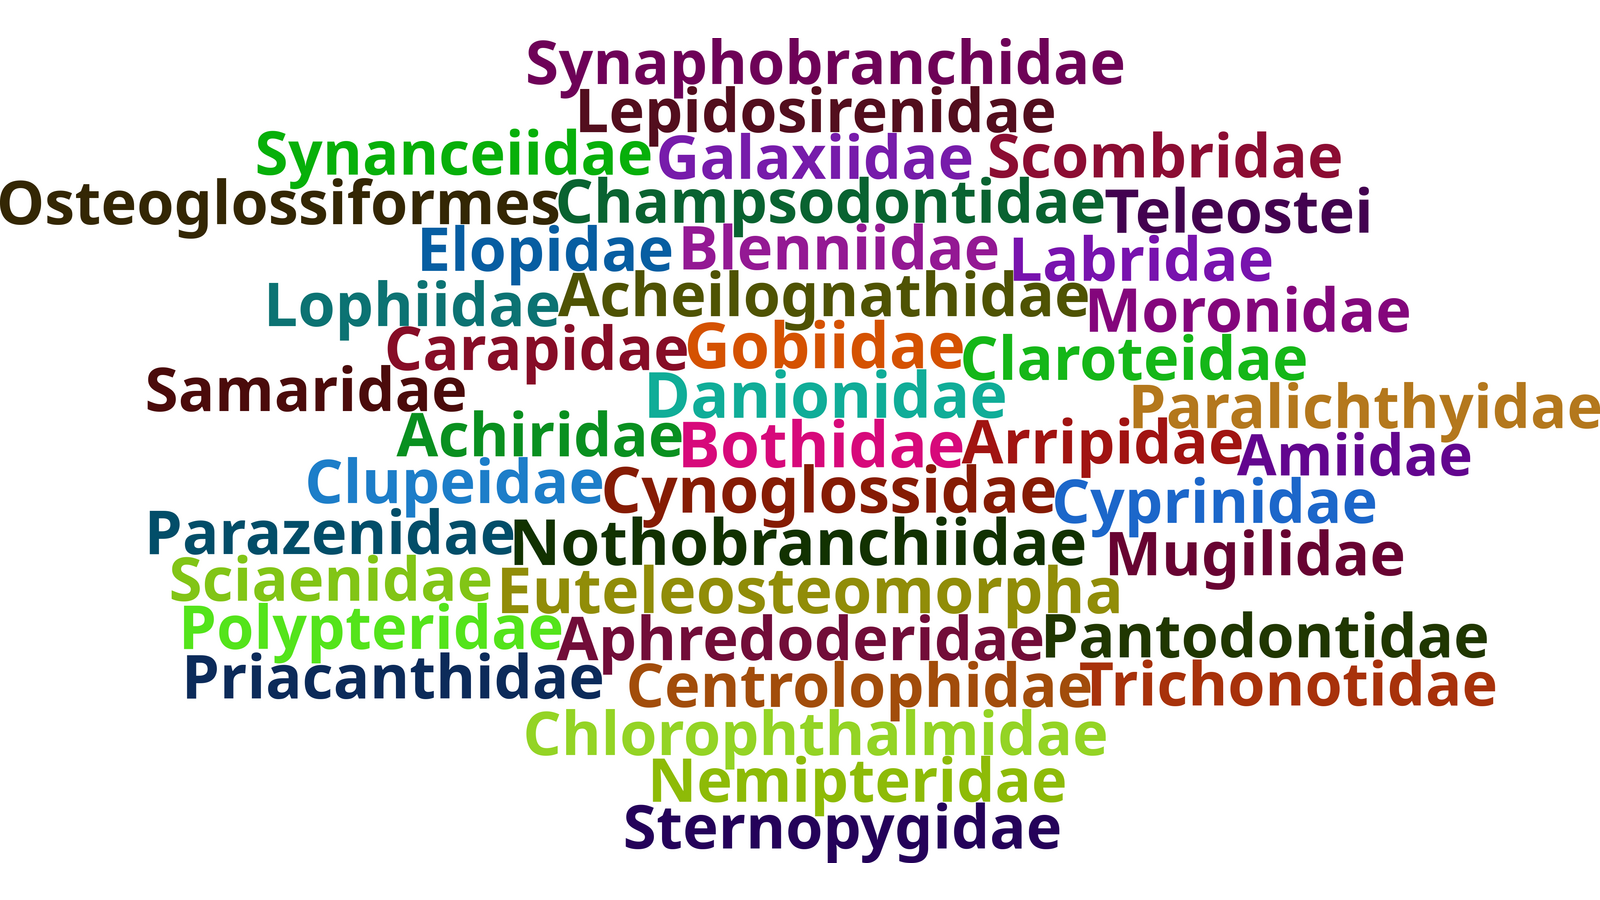 Synaphobranchidae
Lepidosirenidae
Synanceiidae Galaxiidae Scombridae
Osteoglossiformes Champsodontidae Teleostei
Elopidae Blenniidae Labridae
Lophiidae Acheilognathidae Moronidae
Carapidae Gobiidae Claroteidae
Samaridae Danionidae Paralichthyidae
Achiridae Bothidae Arripidae Amiidae
Clupeidae Cynoglossidae Cyprinidae
Parazenidae Nothobranchiidae Mugilidae
Sciaenidae Euteleosteomorpha
Polypteridae Aphredoderidae Pantodontidae
Priacanthidae Centrolophidae Trichonotidae
Chlorophthalmidae
Nemipteridae
Sternopygidae